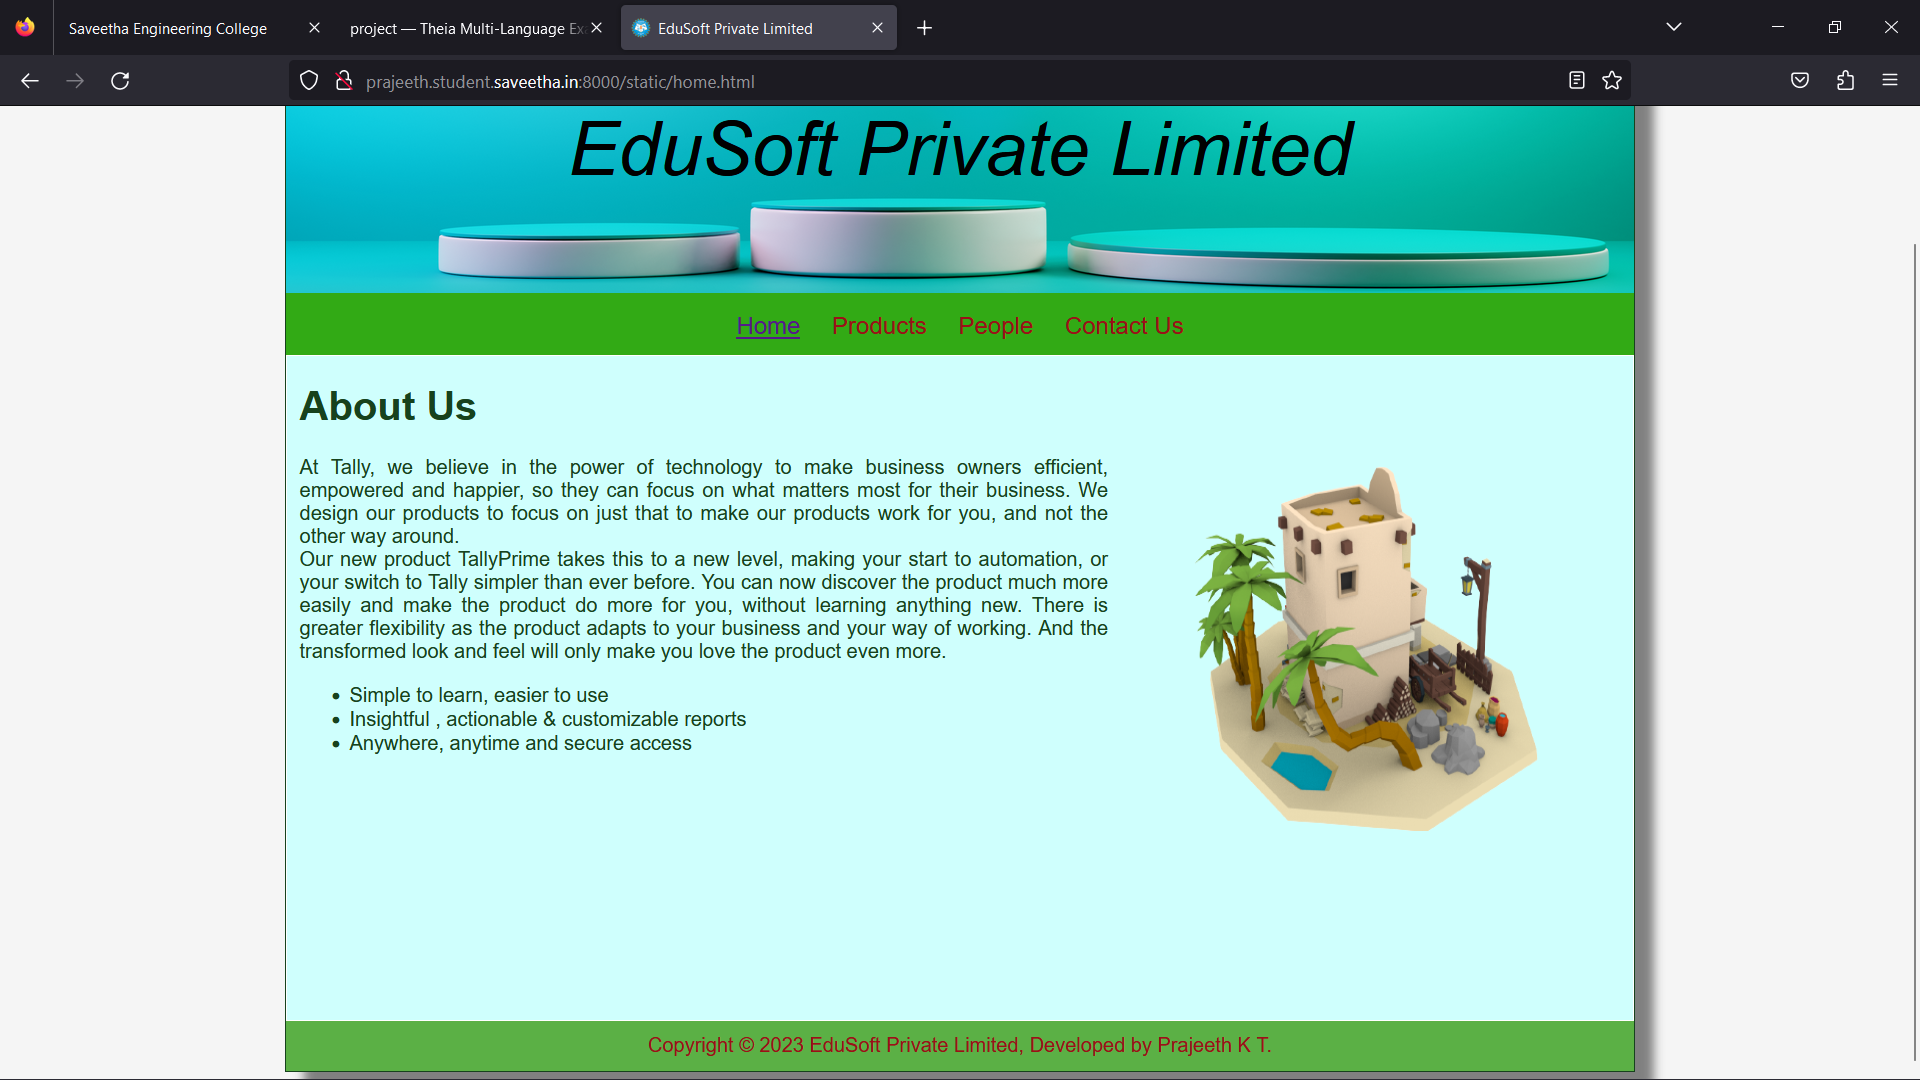 Saveetha Engineering College
project — Theia Multi-Language Ex
EduSoft Private Limited
prajeeth.student.saveetha.in:8000/static/home.html
EduSoft Private Limited
Home Products People Contact Us
About Us
At Tally, we believe in the power of technology to make business owners efficient,
empowered and happier, so they can focus on what matters most for their business. We
design our products to focus on just that to make our products work for you, and not the
other way around.
Our new product TallyPrime takes this to a new level, making your start to automation, or
your switch to Tally simpler than ever before. You can now discover the product much more
easily and make the product do more for you, without learning anything new. There is
greater flexibility as the product adapts to your business and your way of working. And the
transformed look and feel will only make you love the product even more.
• Simple to learn, easier to use
• Insightful , actionable & customizable reports
• Anywhere, anytime and secure access
Copyright © 2023 EduSoft Private Limited, Developed by Prajeeth K T.